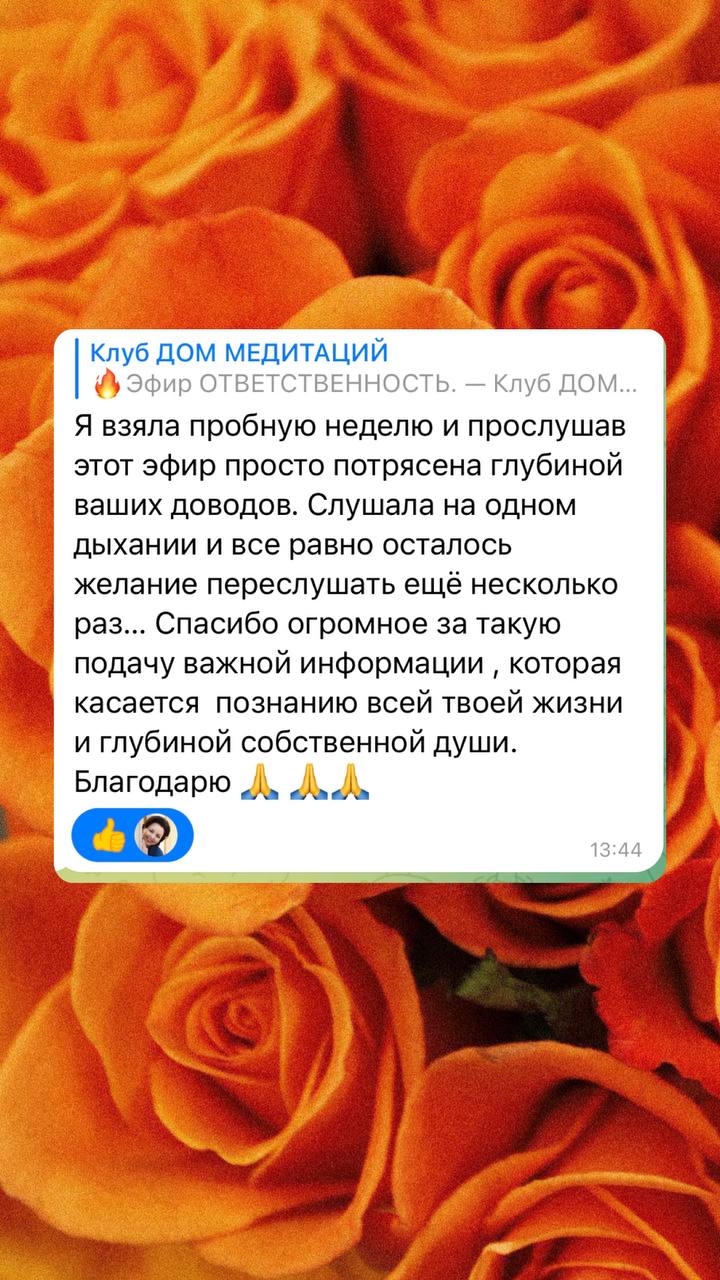 Клуб ДОМ МЕДИТАЦИЙ
🔥Эфир ОТВЕТСТВЕННОСТЬ. — Клуб ДОМ...
Я взяла пробную неделю и прослушав
этот эфир просто потрясена глубиной
ваших доводов. Слушала на одном
дыхании и все равно осталось
желание переслушать ещё несколько
раз... Спасибо огромное за такую
подачу важной информации , которая
касается  познанию всей твоей жизни
и глубиной собственной души.
Благодарю 🙏 🙏🙏
13:44